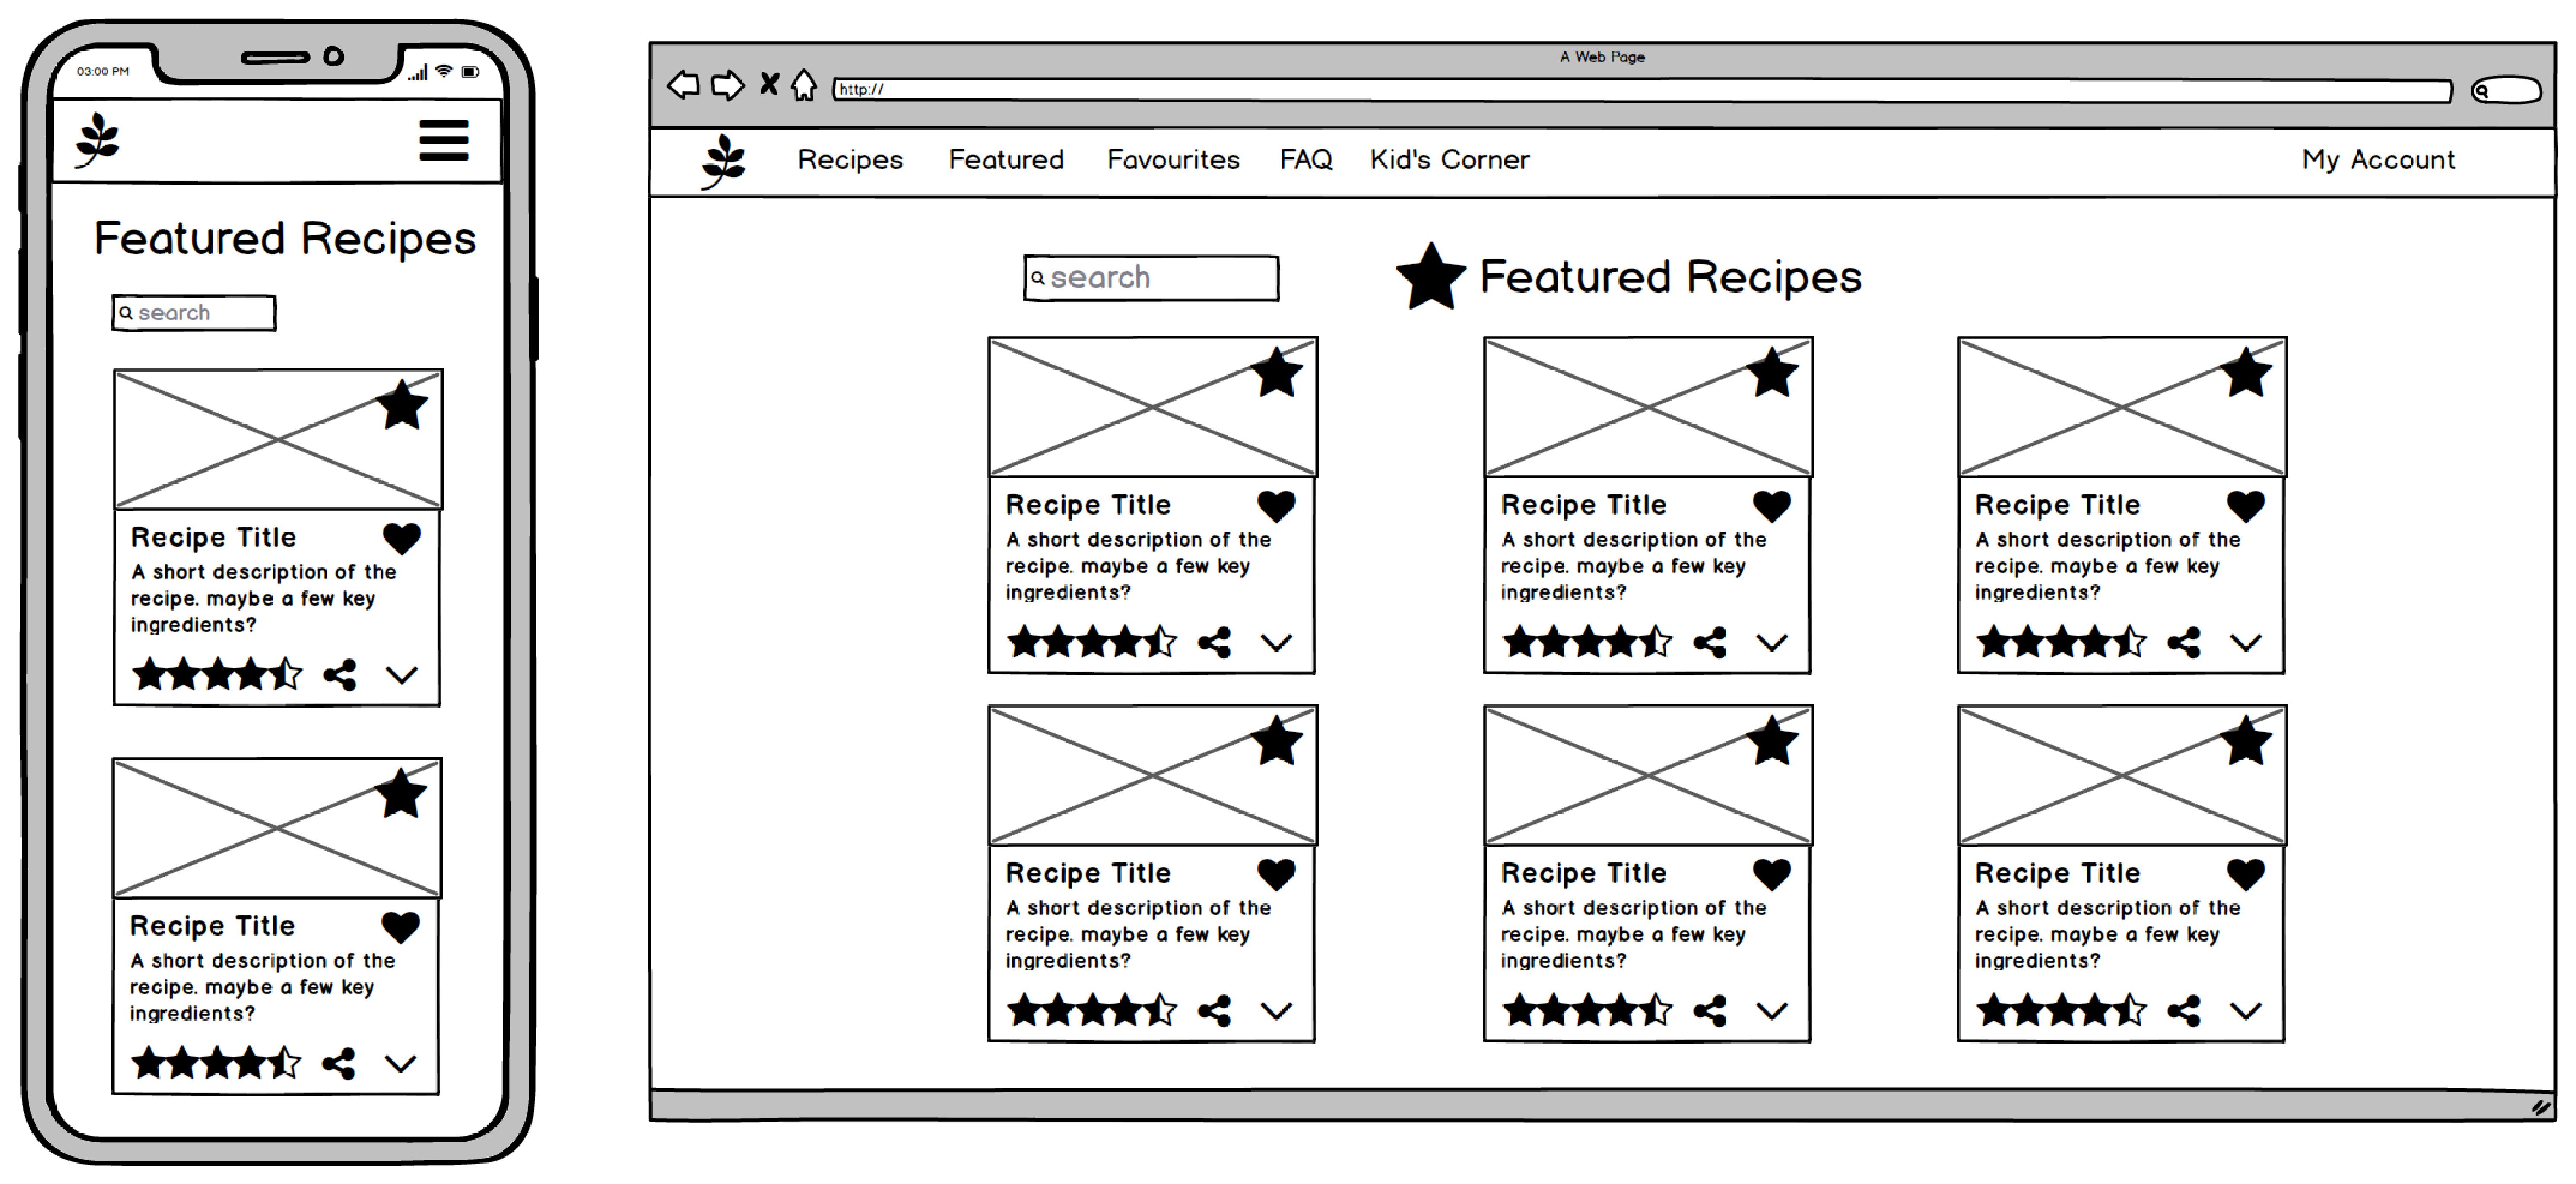 03:00 PM
Featured Recipes
search
Recipe Title
A short description of the
recipe. maybe a few key
ingredients?
Recipe Title
A short description of the
recipe. maybe a few key
ingredients?
A Web Page
http://
Recipes Featured Favourites FAQ Kid's Corner My Account
search
Featured Recipes
Recipe Title
A short description of the
recipe. maybe a few key
ingredients?
Recipe Title
A short description of the
recipe. maybe a few key
ingredients?
Recipe Title
A short description of the
recipe. maybe a few key
ingredients?
Recipe Title
A short description of the
recipe. maybe a few key
ingredients?
Recipe Title
A short description of the
recipe. maybe a few key
ingredients?
Recipe Title
A short description of the
recipe. maybe a few key
ingredients?